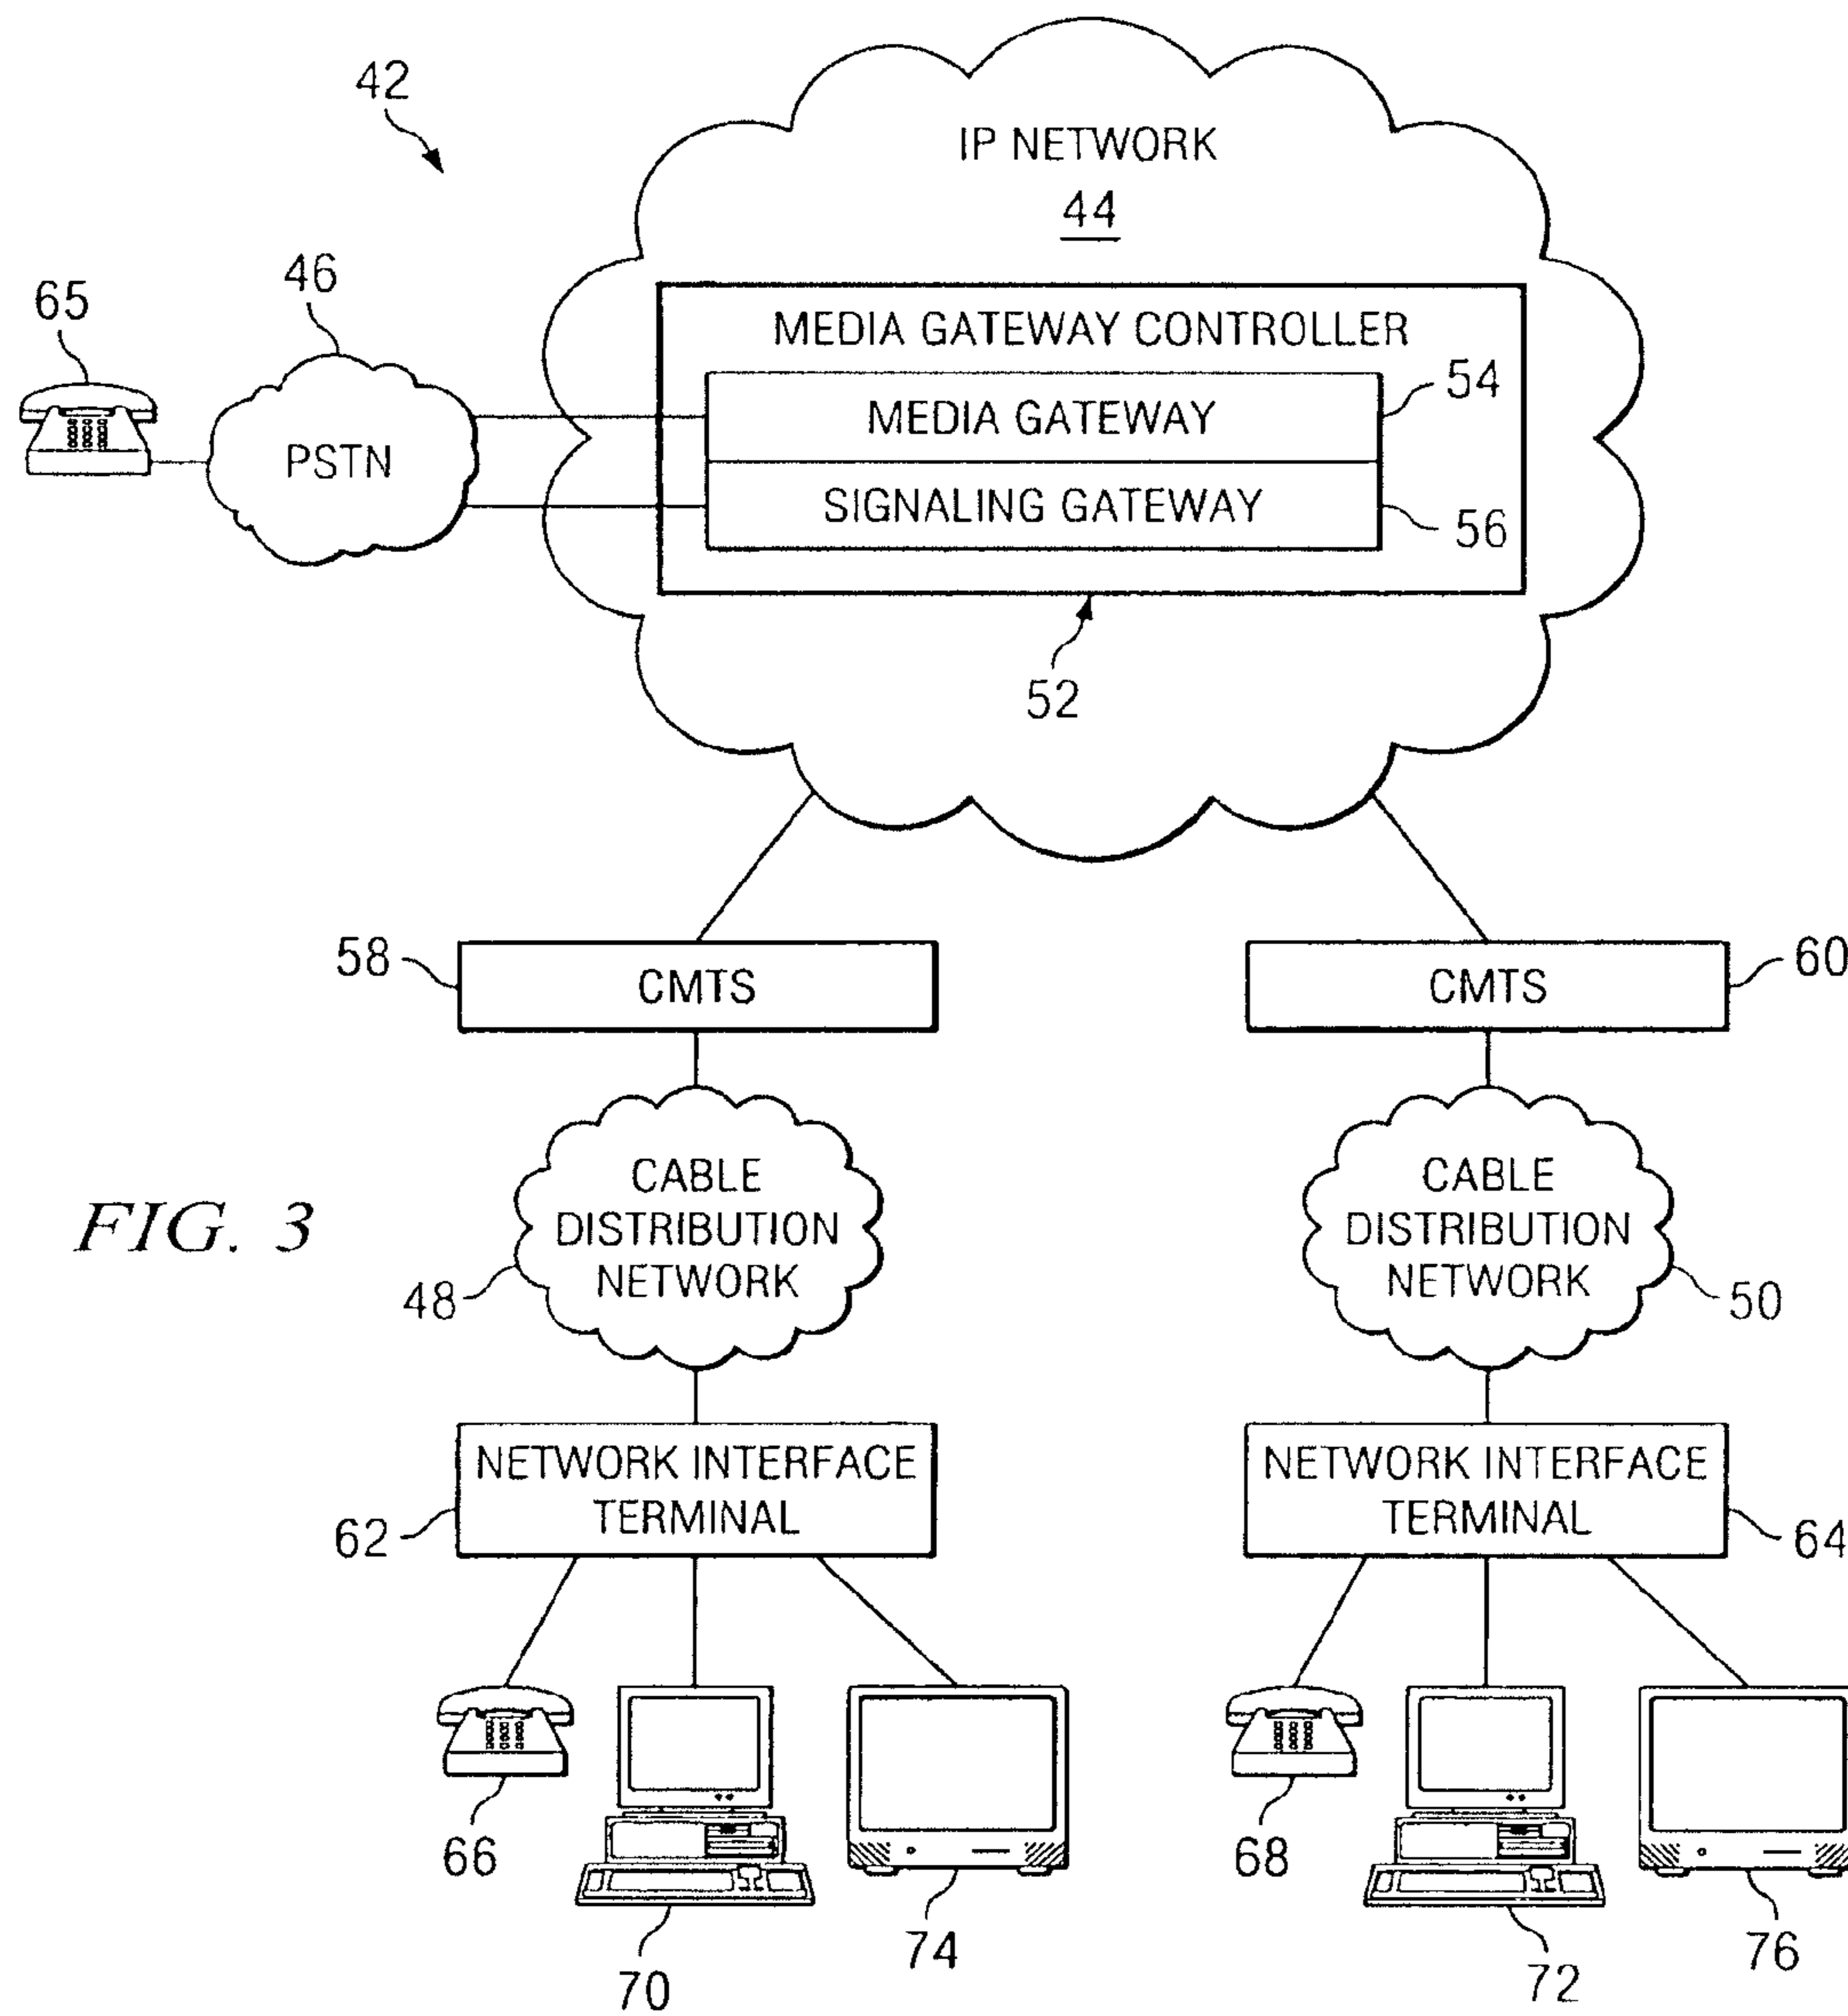 42
IP NETWORK
44
65
46
MEDIA GATEWAY CONTROLLER
54
MEDIA GATEWAY
PSTN
SIGNALING GATEWAY
56
52
58
CMTS
CMTS
60
CABLE
DISTRIBUTION
NETWORK
48
CABLE
DISTRIBUTION
NETWORK
50
FIG. 3
NETWORK INTERFACE
TERMINAL
62
NETWORK INTERFACE
TERMINAL
64
66
70
74
68
72
76